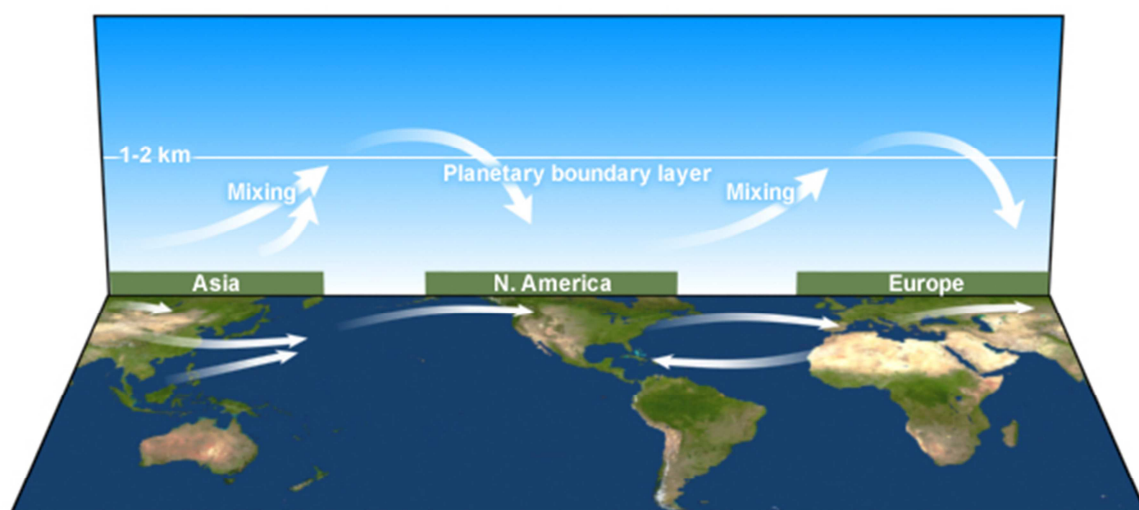 1-2 km
Planetary boundary layer
Mixing
Mixing
Asia
N. America
Europe